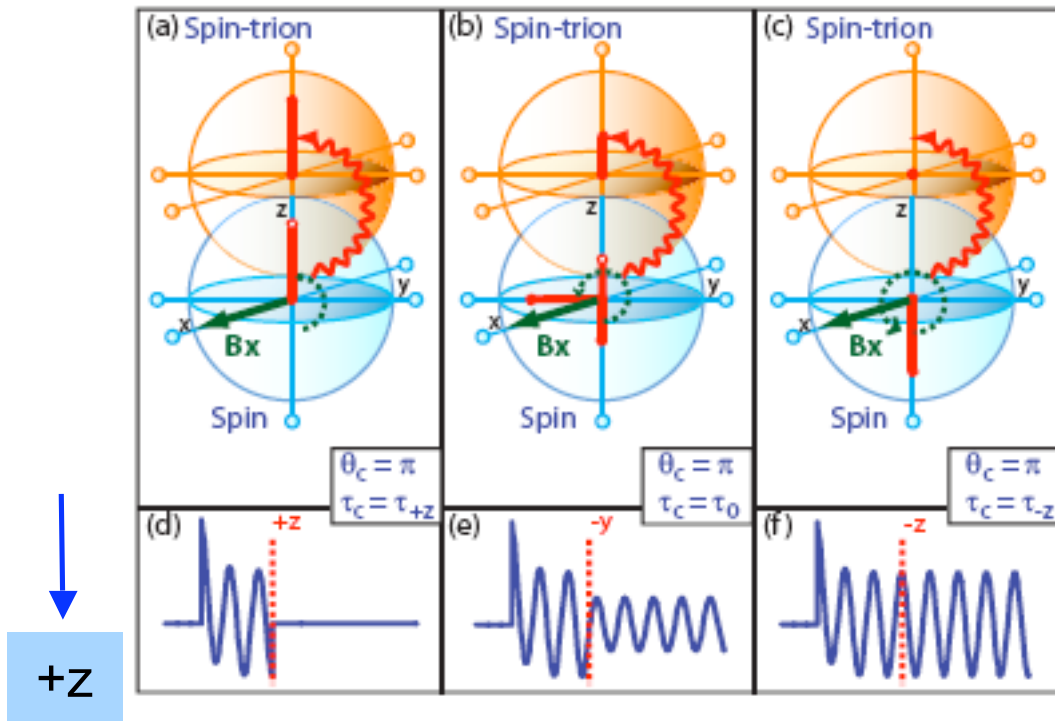 (a) Spin-trion
z
y
x
Bx
Spin
θc = π
τc = τ+z
(b) Spin-trion
z
y
x
Bx
Spin
θc = π
τc = τ0
(c) Spin-trion
z
y
x
Bx
Spin
θc = π
τc = τ-z
(d)
+z
(e)
-y
(f)
-z
+z